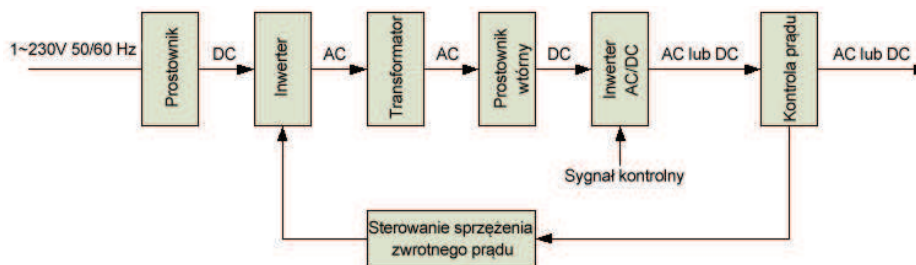 1~230V 50/60 Hz
Prostownik
DC
Inwerter
AC
Transformator
AC
Prostownik
wtórny
DC
Inwerter
AC/DC
AC lub DC
Kontrola prądu
AC lub DC
Sygnał kontrolny
Sterowanie sprzężenia
zwrotnego prądu